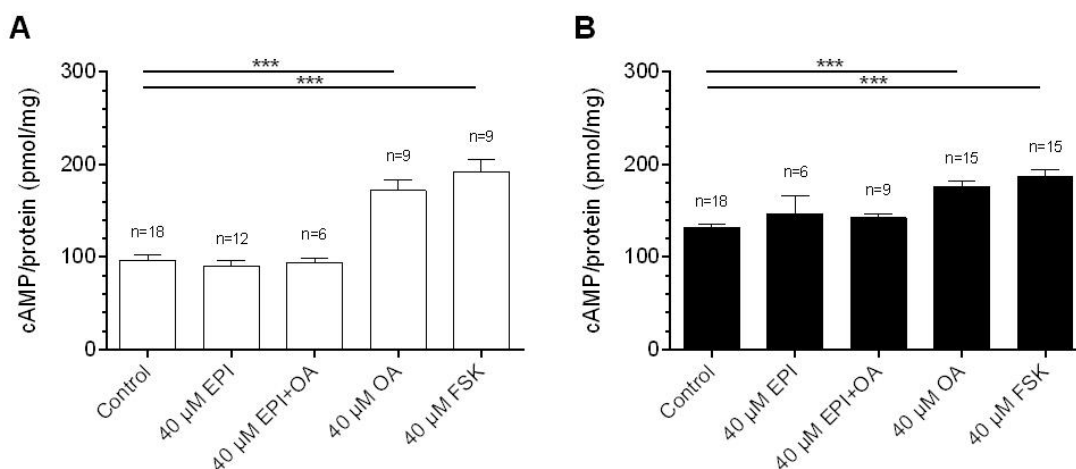 A
***
***
300
200
100
0
cAMP/protein (pmol/mg)
n=18
n=12
n=6
n=9
n=9
Control
40 µM EPI
40 µM EPI+OA
40 µM OA
40 µM FSK
B
***
***
300
200
100
0
cAMP/protein (pmol/mg)
n=18
n=6
n=9
n=15
n=15
Control
40 µM EPI
40 µM EPI+OA
40 µM OA
40 µM FSK